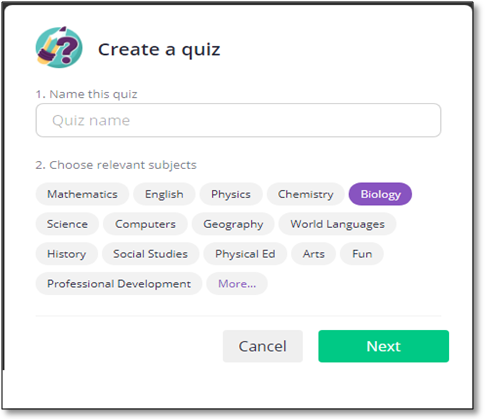 Create a quiz
1. Name this quiz
Quiz name
2. Choose relevant subjects
Mathematics English Physics Chemistry Biology
Science Computers Geography World Languages
History Social Studies Physical Ed Arts Fun
Professional Development More...
Cancel Next